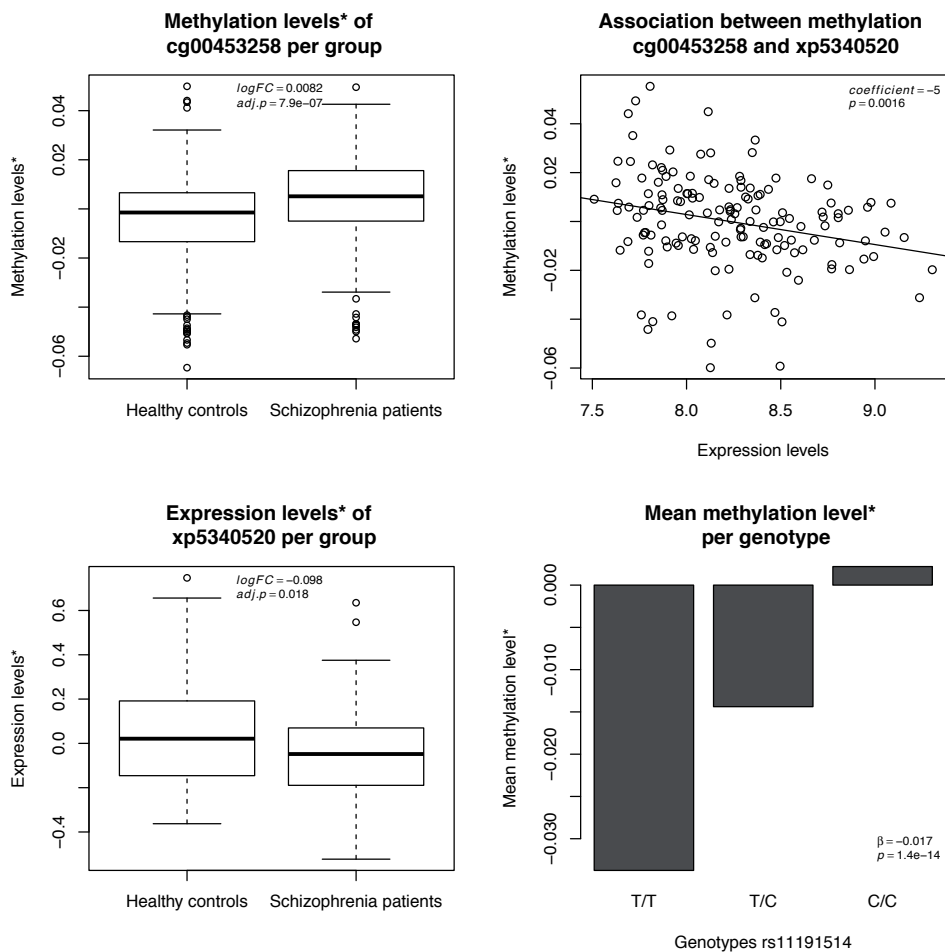 Methylation levels* of
cg00453258 per group
logFC = 0.0082
adj.p = 7.9e−07
Methylation levels*
0.04
0.02
−0.02
−0.06
Healthy controls
Schizophrenia patients
Association between methylation
cg00453258 and xp5340520
coefficient = −5
p = 0.0016
Methylation levels*
0.04
0.02
−0.02
−0.06
7.5
8.0
8.5
9.0
Expression levels
Expression levels* of
xp5340520 per group
logFC = −0.098
adj.p = 0.018
Expression levels*
0.6
0.4
0.2
0.0
−0.4
Healthy controls
Schizophrenia patients
Mean methylation level*
per genotype
Mean methylation level*
0.000
−0.010
−0.020
−0.030
β = −0.017
p = 1.4e−14
T/T
T/C
C/C
Genotypes rs11191514